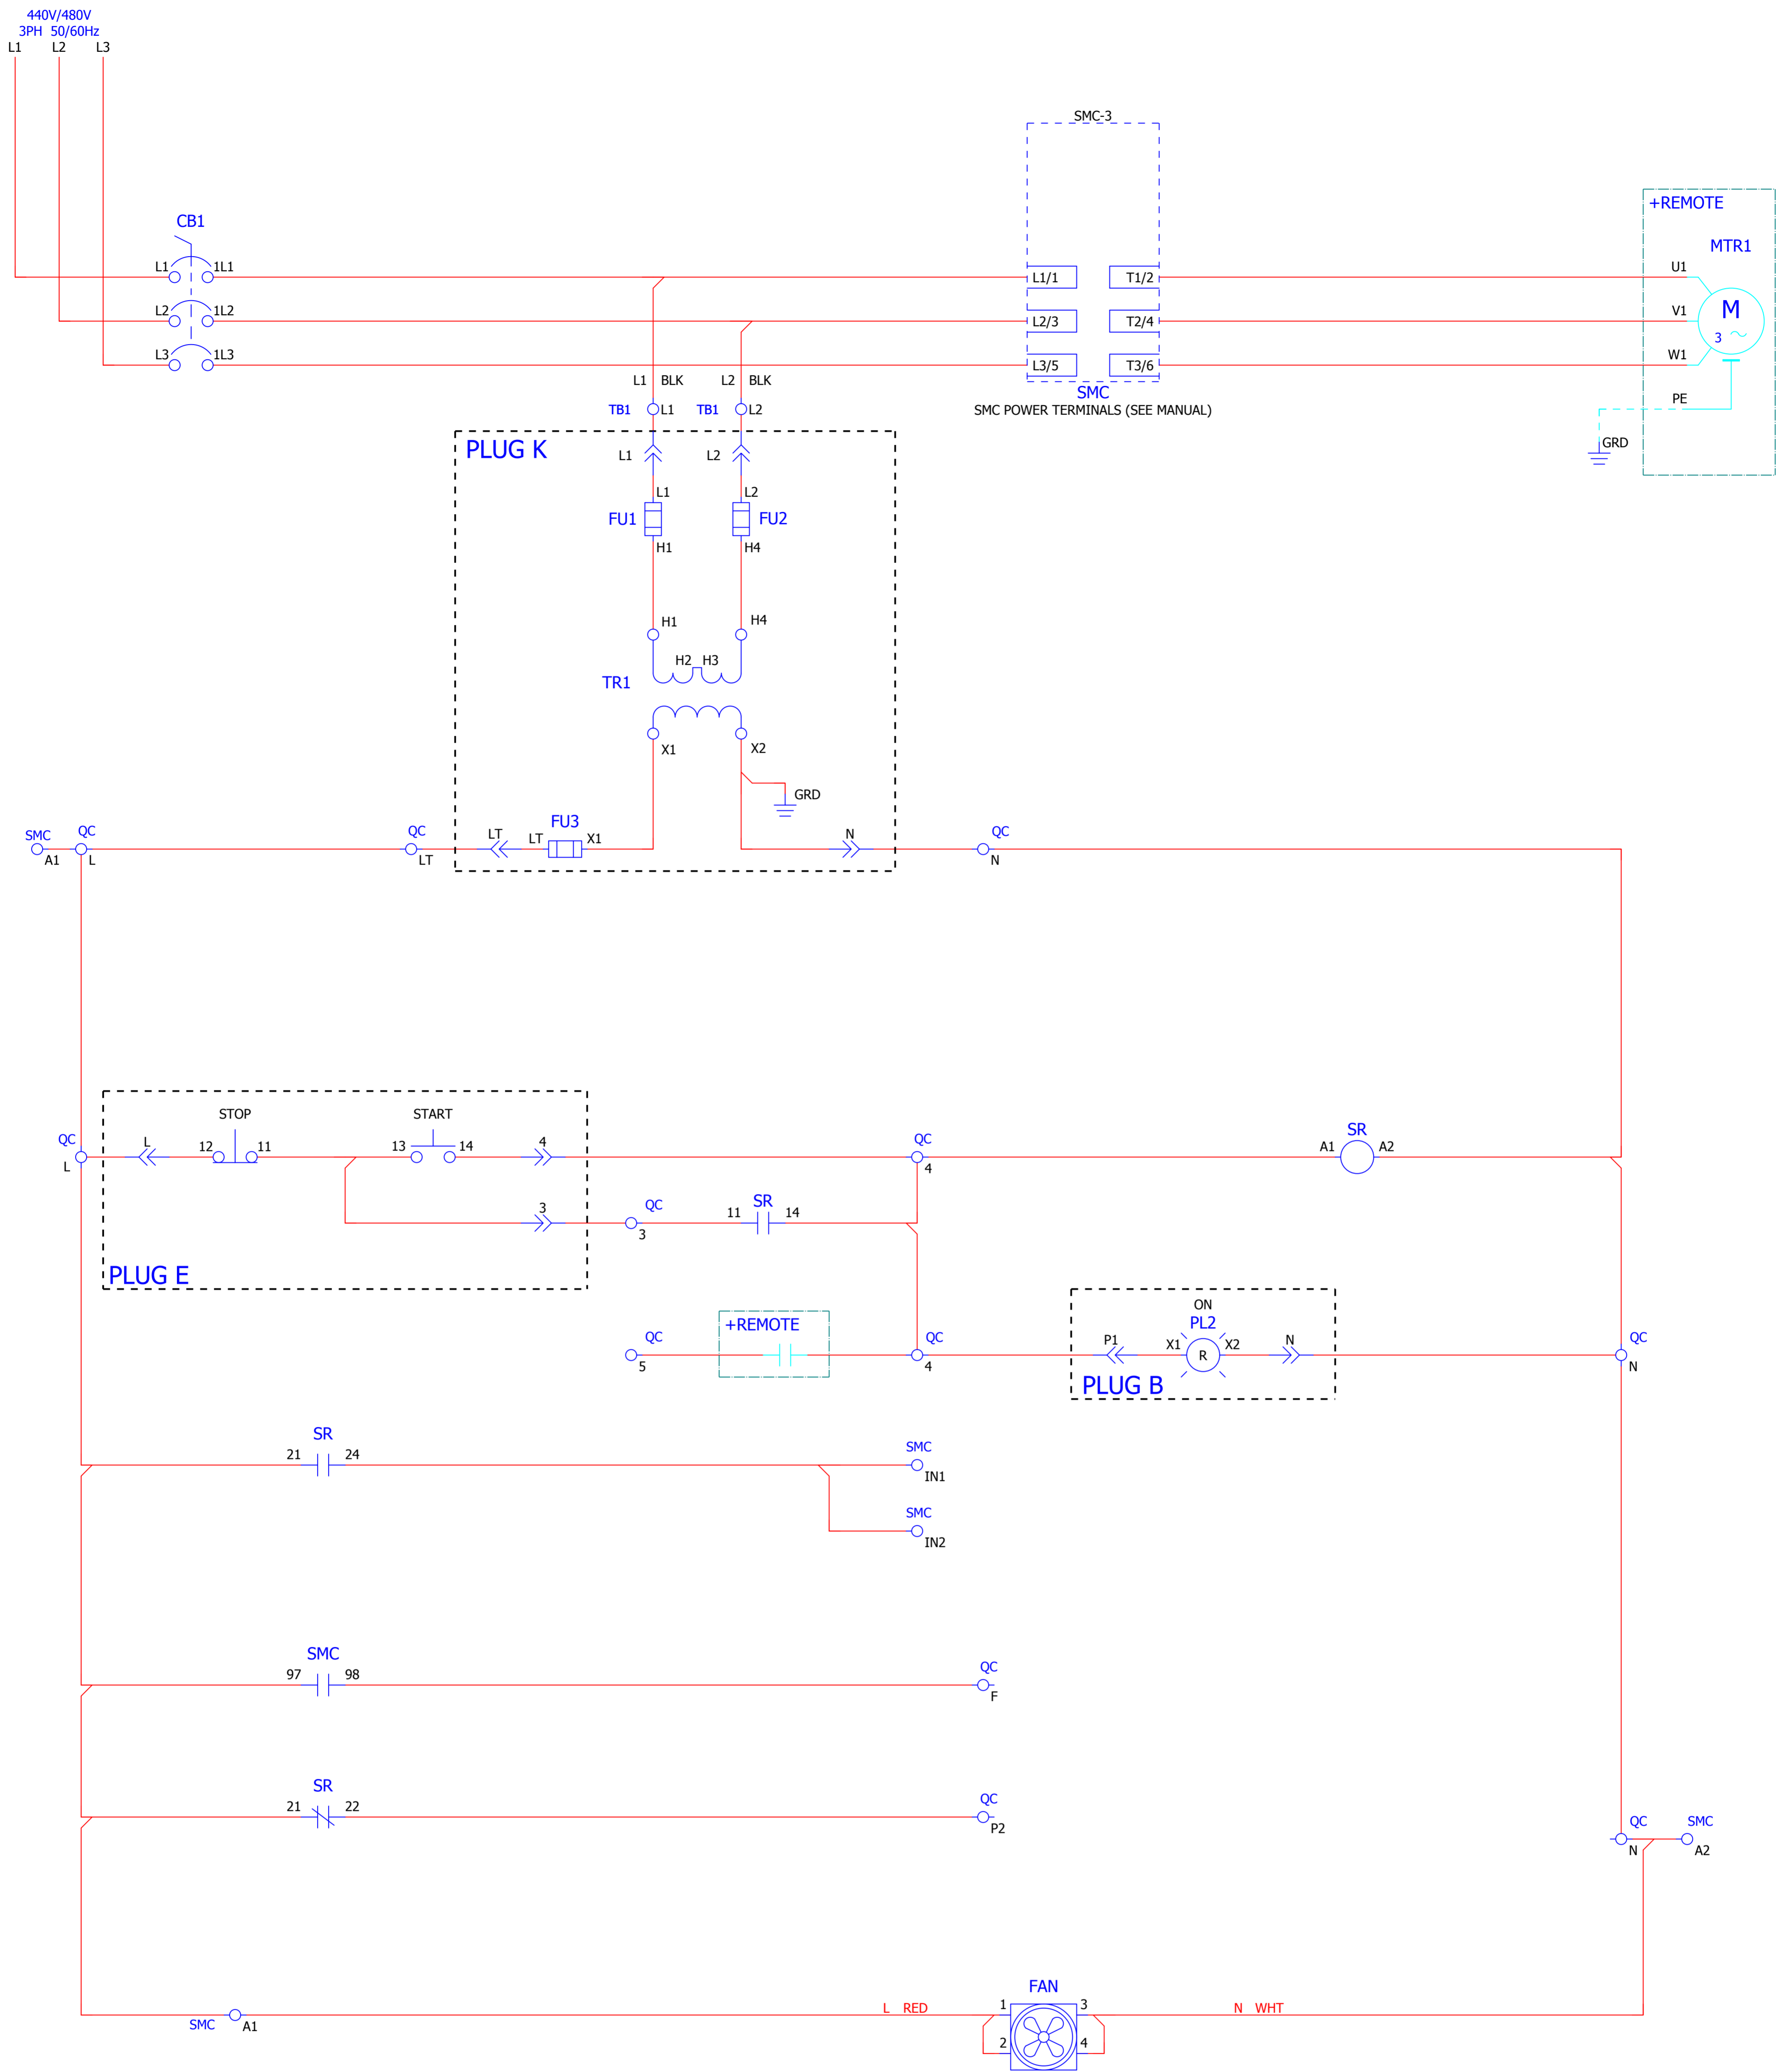 440V/480V
3PH 50/60Hz
L1 L2 L3
SMC-3
+REMOTE
CB1
MTR1
L1 1L1 L1/1 T1/2 U1
L2 1L2 L2/3 T2/4 V1
M
3
L3 1L3 L3/5 T3/6 W1
L1 BLK L2 BLK
SMC
TB1 L1 TB1 L2
SMC POWER TERMINALS (SEE MANUAL)
PE
GRD
PLUG K
L1 L2
L1 L2
FU1 FU2
H1 H4
H1 H4
H2 H3
TR1
X1 X2
GRD
SMC QC QC FU3 QC
LT LT X1 N
A1 L LT N
STOP START
QC L 12 11 13 14 4 QC SR
A1 A2
L 4
3 QC 11 SR 14
3
PLUG E
ON
+REMOTE PL2
QC QC P1 X1 R X2 N QC
5 4 N
PLUG B
SR SMC
21 24
IN1
SMC
IN2
SMC
97 98 QC
F
SR
21 22 QC
P2
QC SMC
N A2
FAN
L RED 1 3 N WHT
SMC A1
2 4